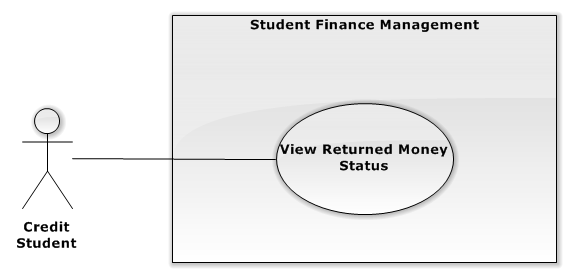 Student Finance Management
View Returned Money
Status
Credit
Student